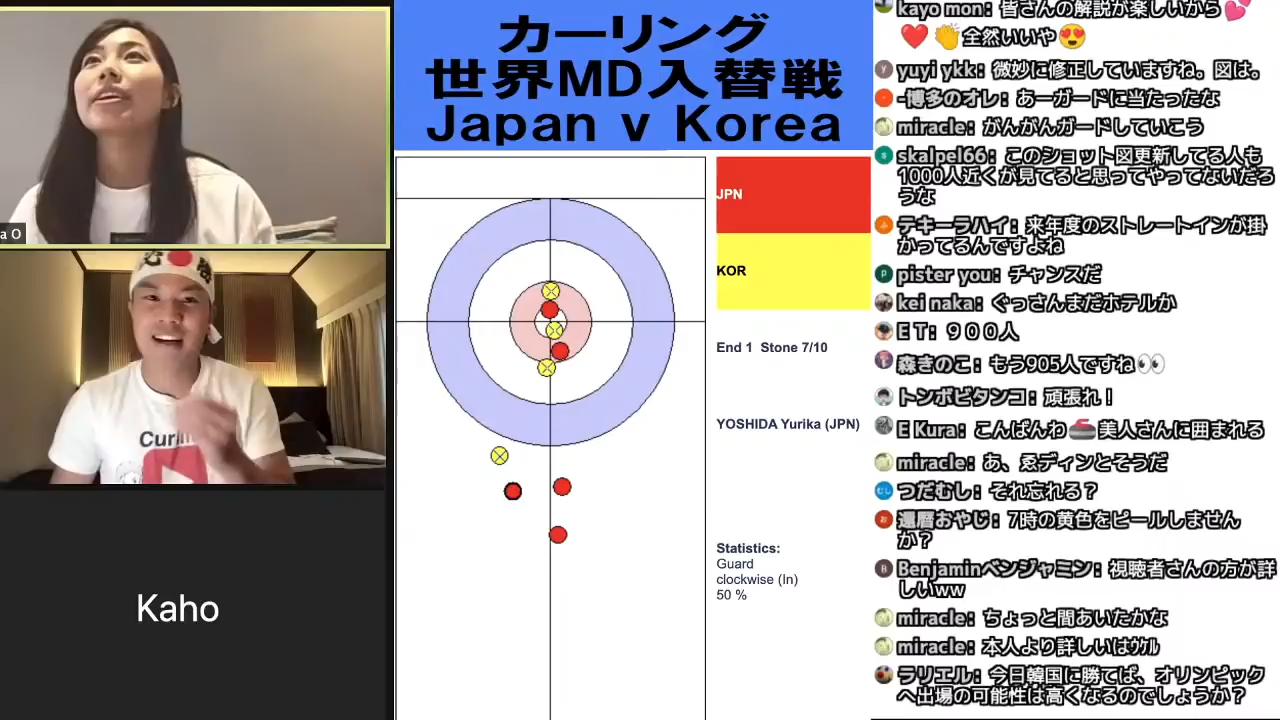 a O
Curlin
Kaho
カーリング
世界MD入替戦
Japan v Korea
JPN
KOR
End 1 Stone 7/10
YOSHIDA Yurika (JPN)
Statistics:
Guard
clockwise (In)
50 %
kayo mon: 皆さんの解説が楽しいから💕
❤️👏全然いいや😍
yuyi ykk: 微妙に修正していますね。図は。
-博多のオレ: あーガードに当たったな
miracle: がんがんガードしていこう
skalpel66: このショット図更新してる人も
1000人近くが見てると思ってやってないだろ
うな
テキーラハイ: 来年度のストレートインが掛
かってるんですよね
pister you: チャンスだ
kei naka: ぐっさんまだホテルか
E T: ９００人
森きのこ: もう905人ですね👀
トンボビタンコ: 頑張れ！
E Kura: こんばんわ🥌美人さんに囲まれる
miracle: あ、ゑディンとそうだ
つだむし: それ忘れる？
還暦おやじ: 7時の黄色をピールしません
か？
Benjaminベンジャミン: 視聴者さんの方が詳
しいww
miracle: ちょっと間あいたかな
miracle: 本人より詳しいはｳｹﾙ
ラリエル: 今日韓国に勝てば、オリンピック
へ出場の可能性は高くなるのでしょうか？